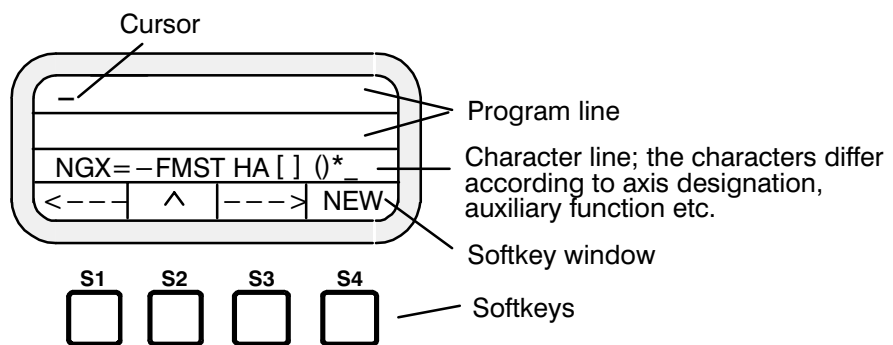 Cursor
_
Program line
NGX=–FMST HA [ ] ()*_
Character line; the characters differ
according to axis designation,
auxiliary function etc.
<––– ^ –––> NEW
Softkey window
S1 S2 S3 S4
Softkeys